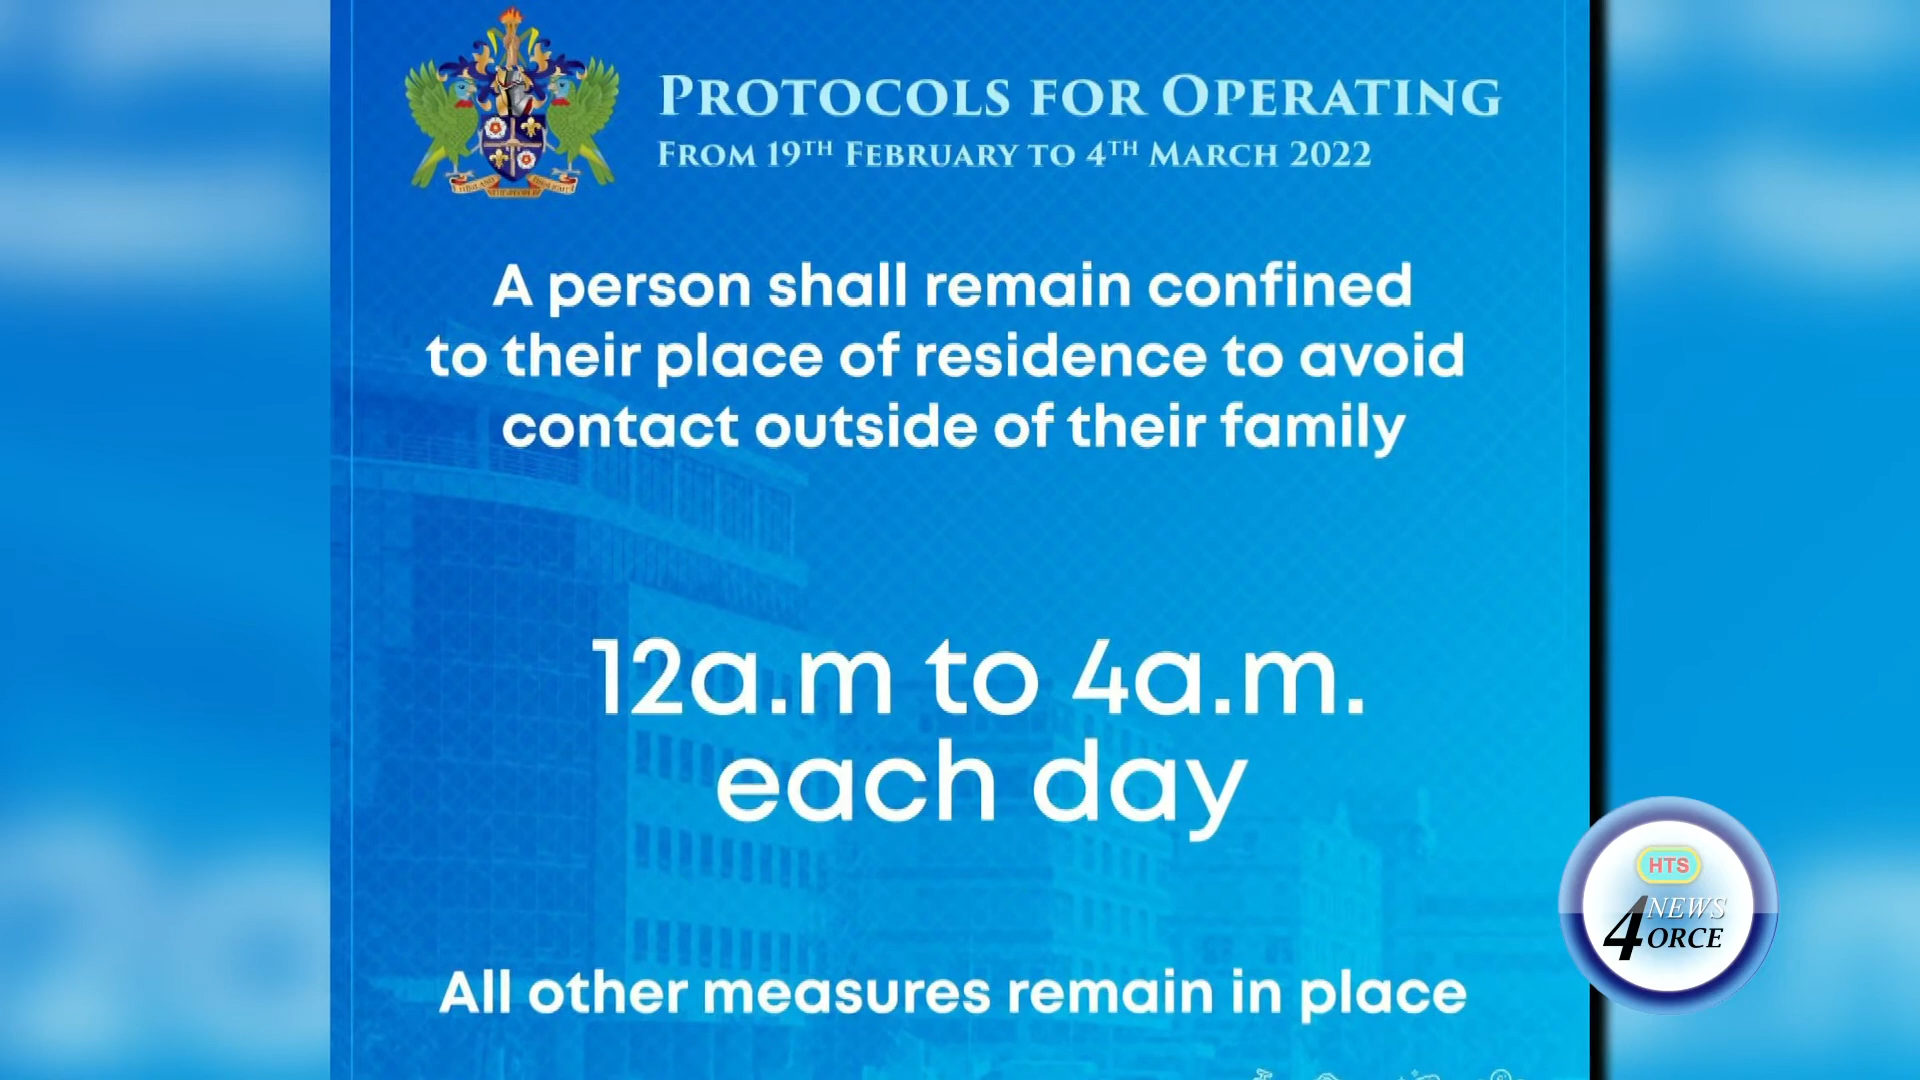 PROTOCOLS FOR OPERATING
FROM 19TH FEBRUARY TO 4TH MARCH 2022
A person shall remain confined
to their place of residence to avoid
contact outside of their family
12a.m to 4a.m.
each day
All other measures remain in place
HTS
NEWS
4ORCE